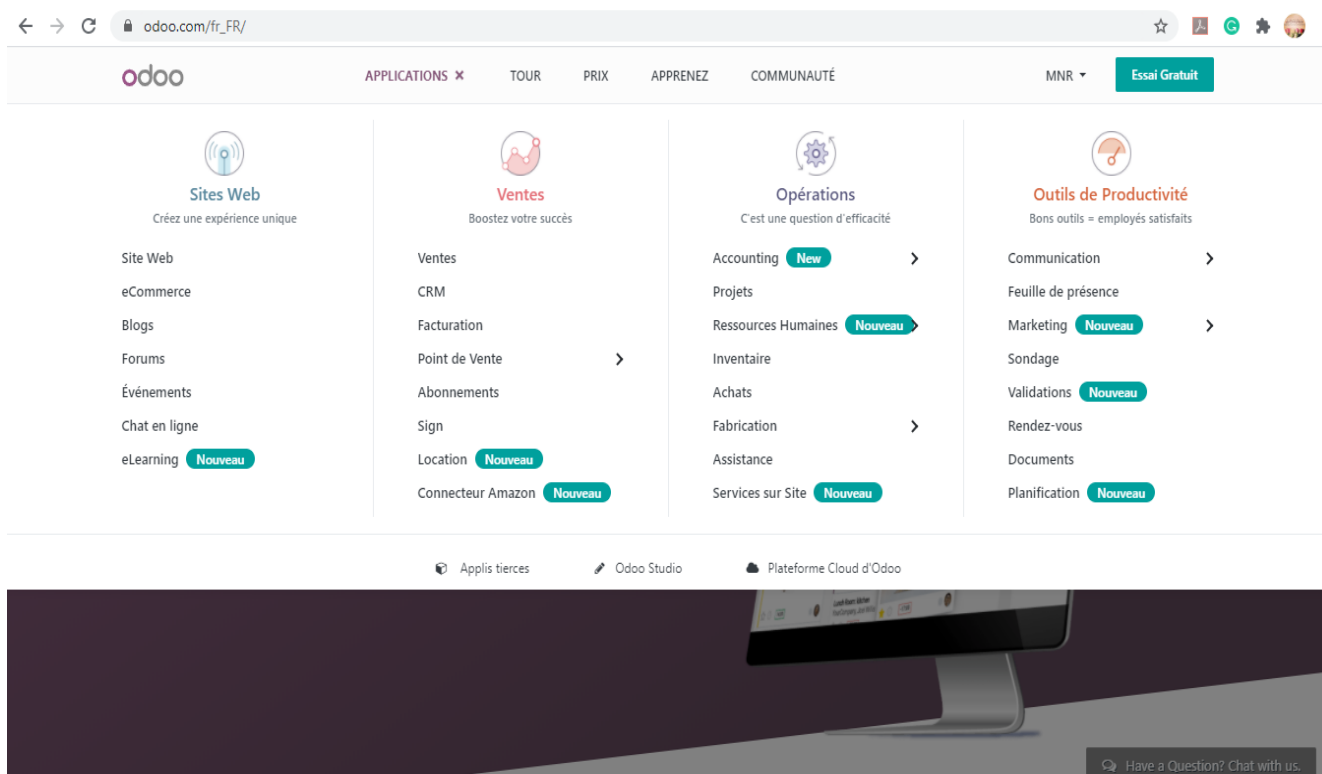 odoo.com/fr_FR/
odoo APPLICATIONS × TOUR PRIX APPRENEZ COMMUNAUTÉ MNR Essai Gratuit
Sites Web
Créez une expérience unique
Site Web
eCommerce
Blogs
Forums
Événements
Chat en ligne
eLearning Nouveau
Ventes
Boostez votre succès
Ventes
CRM
Facturation
Point de Vente
Abonnements
Sign
Location Nouveau
Connecteur Amazon Nouveau
Opérations
C'est une question d'efficacité
Accounting New
Projets
Ressources Humaines Nouveau
Inventaire
Achats
Fabrication
Assistance
Services sur Site Nouveau
Outils de Productivité
Bons outils = employés satisfaits
Communication
Feuille de présence
Marketing Nouveau
Sondage
Validations Nouveau
Rendez-vous
Documents
Planification Nouveau
Applis tierces Odoo Studio Plateforme Cloud d'Odoo
Have a Question? Chat with us.